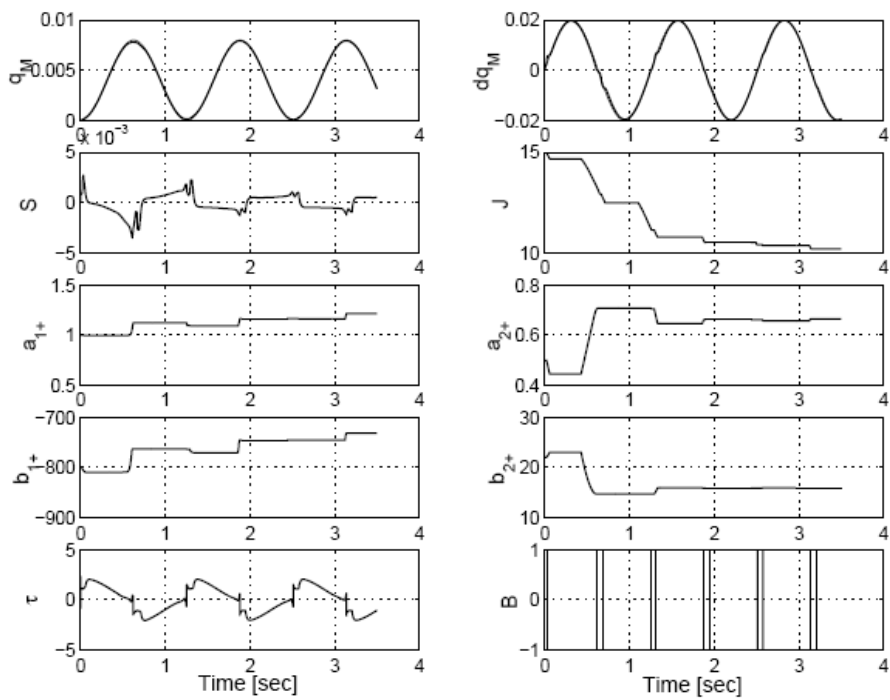 0.01
0.005
0
q_M
0 1 2 3 4
0.02
0
-0.02
dq_M
0 1 2 3 4
x 10^-3
5
0
-5
S
0 1 2 3 4
15
10
J
0 1 2 3 4
1.5
1
0.5
a_1+
0 1 2 3 4
0.8
0.6
0.4
a_2+
0 1 2 3 4
-700
-800
-900
b_1+
0 1 2 3 4
30
20
10
b_2+
0 1 2 3 4
5
0
-5
τ
0 1 2 3 4
Time [sec]
1
0
-1
B
0 1 2 3 4
Time [sec]